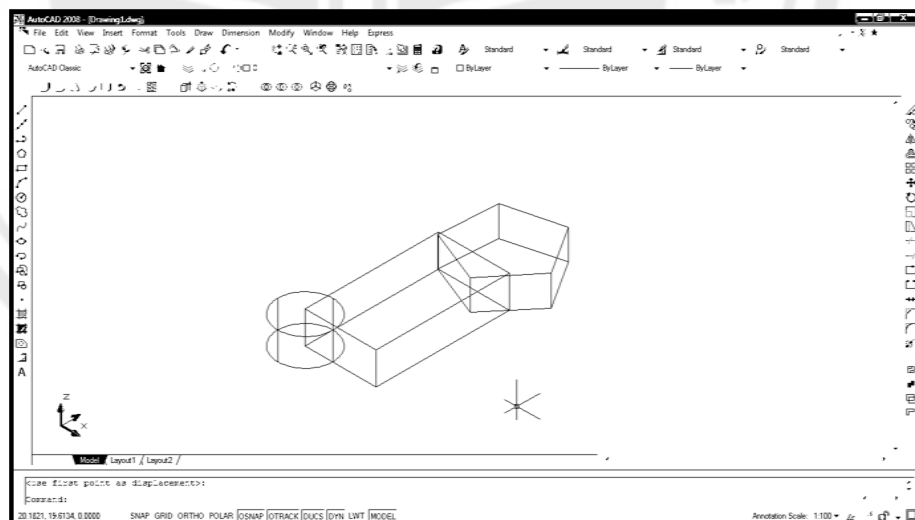 AutoCAD 2008 - [Drawing1.dwg]
File Edit View Insert Format Tools Draw Dimension Modify Window Help Express
Standard Standard Standard Standard
AutoCAD Classic ByLayer ByLayer ByLayer
A
Z
X
Model Layout1 Layout2
<use first point as displacement>:
Command:
20.1821, 19.6134, 0.0000 SNAP GRID ORTHO POLAR OSNAP OTRACK DUCS DYN LWT MODEL Annotation Scale: 1:100